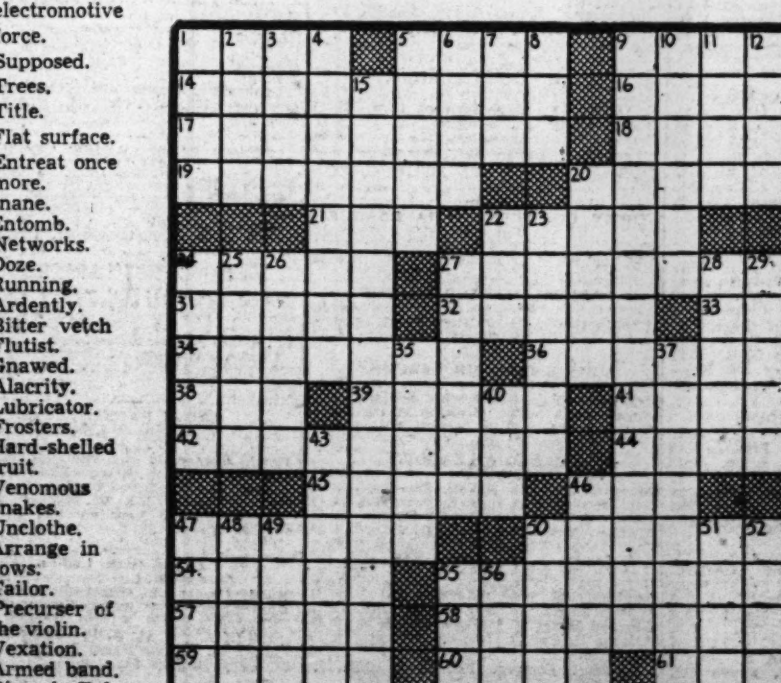 electromotive
force.
Supposed.
Trees.
Title.
Flat surface.
Entreat once
more.
nane.
Entomb.
Networks.
Doze.
Running.
Ardently.
Bitter vetch
Flutist.
Gnawed.
Alacrity.
Lubricator.
Frosters.
Hard-shelled
fruit.
Venomous
snakes.
Unclothe.
Arrange in
rows.
Tailor.
Precurser of
the violin.
Vexation.
Armed band.
1 2 3 4 5 6 7 8 9 10 11 12
14 15 16
17 18
19 20
21 22 23
24 25 26 27 28 29
31 32 33
34 35 36 37
38 39 40 41
42 43 44
45 46
47 48 49 50 51 52
54 55 56
57 58
59 60 61